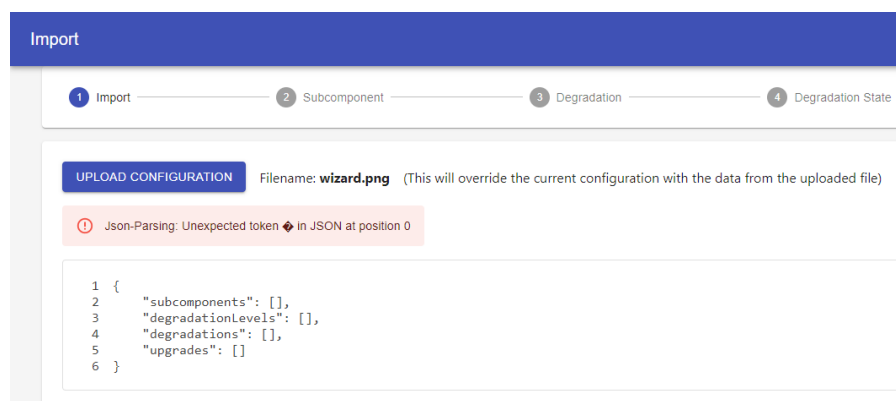 Import
1 Import 2 Subcomponent 3 Degradation 4 Degradation State
UPLOAD CONFIGURATION Filename: wizard.png (This will override the current configuration with the data from the uploaded file)
Json-Parsing: Unexpected token � in JSON at position 0
1 {
2     "subcomponents": [],
3     "degradationLevels": [],
4     "degradations": [],
5     "upgrades": []
6 }